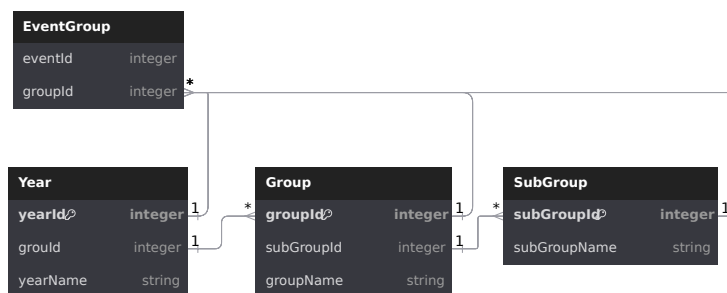 EventGroup
eventId integer
groupId integer
*
Year
yearId integer 1
grouId integer 1
yearName string
*
Group
groupId integer 1
subGroupId integer 1
groupName string
*
SubGroup
subGroupId integer 1
subGroupName string